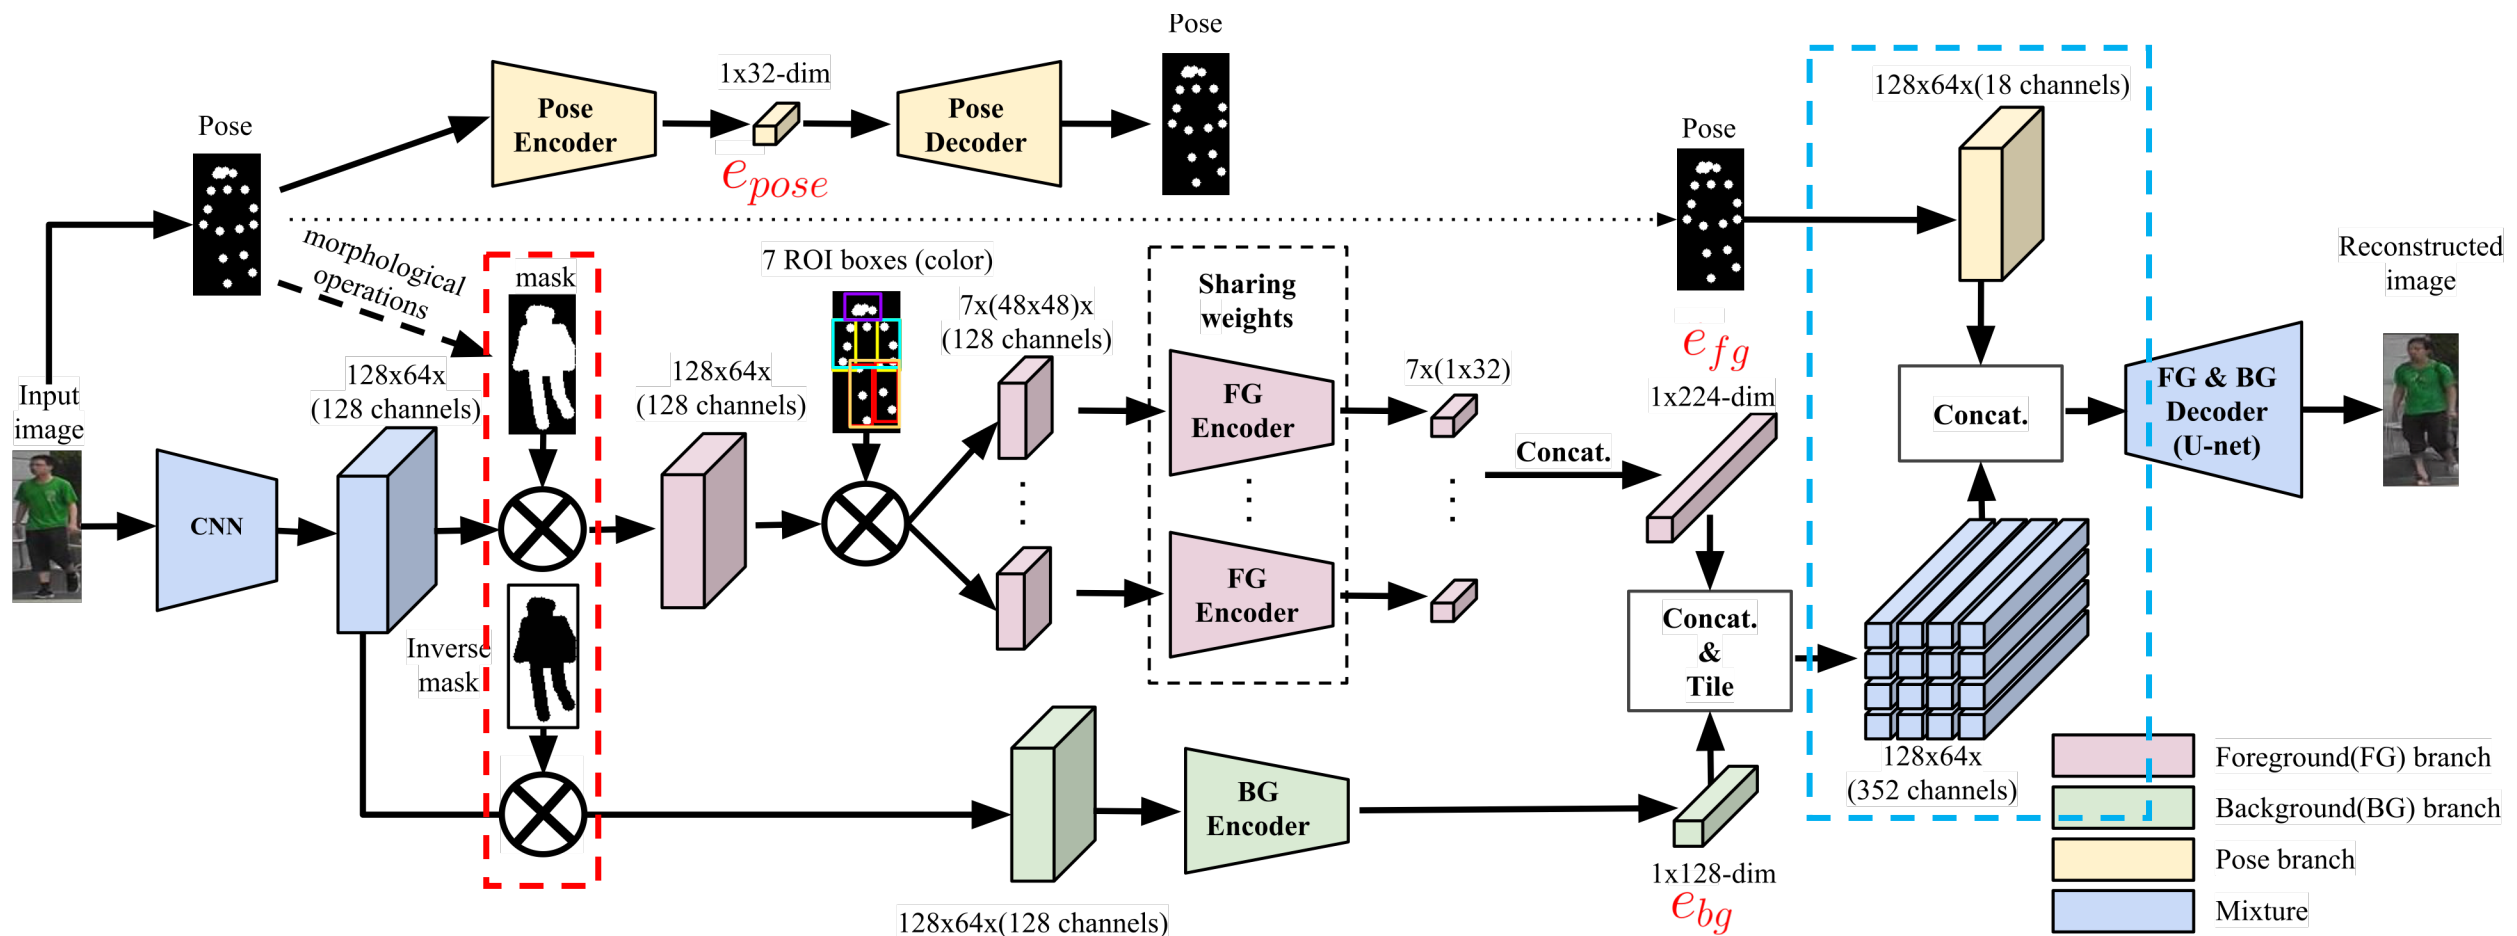 Pose
1x32-dim
Pose
Encoder
Pose
Decoder
e_pose
Pose
morphological
operations
Pose
128x64x(18 channels)
7 ROI boxes (color)
mask
Sharing
weights
7x(48x48)x
(128 channels)
Reconstructed
image
e_fg
Input
image
128x64x
(128 channels)
128x64x
(128 channels)
FG
Encoder
7x(1x32)
1x224-dim
Concat.
FG & BG
Decoder
(U-net)
Concat.
CNN
FG
Encoder
Inverse
mask
Concat.
&
Tile
128x64x
(352 channels)
BG
Encoder
1x128-dim
e_bg
128x64x(128 channels)
Foreground(FG) branch
Background(BG) branch
Pose branch
Mixture